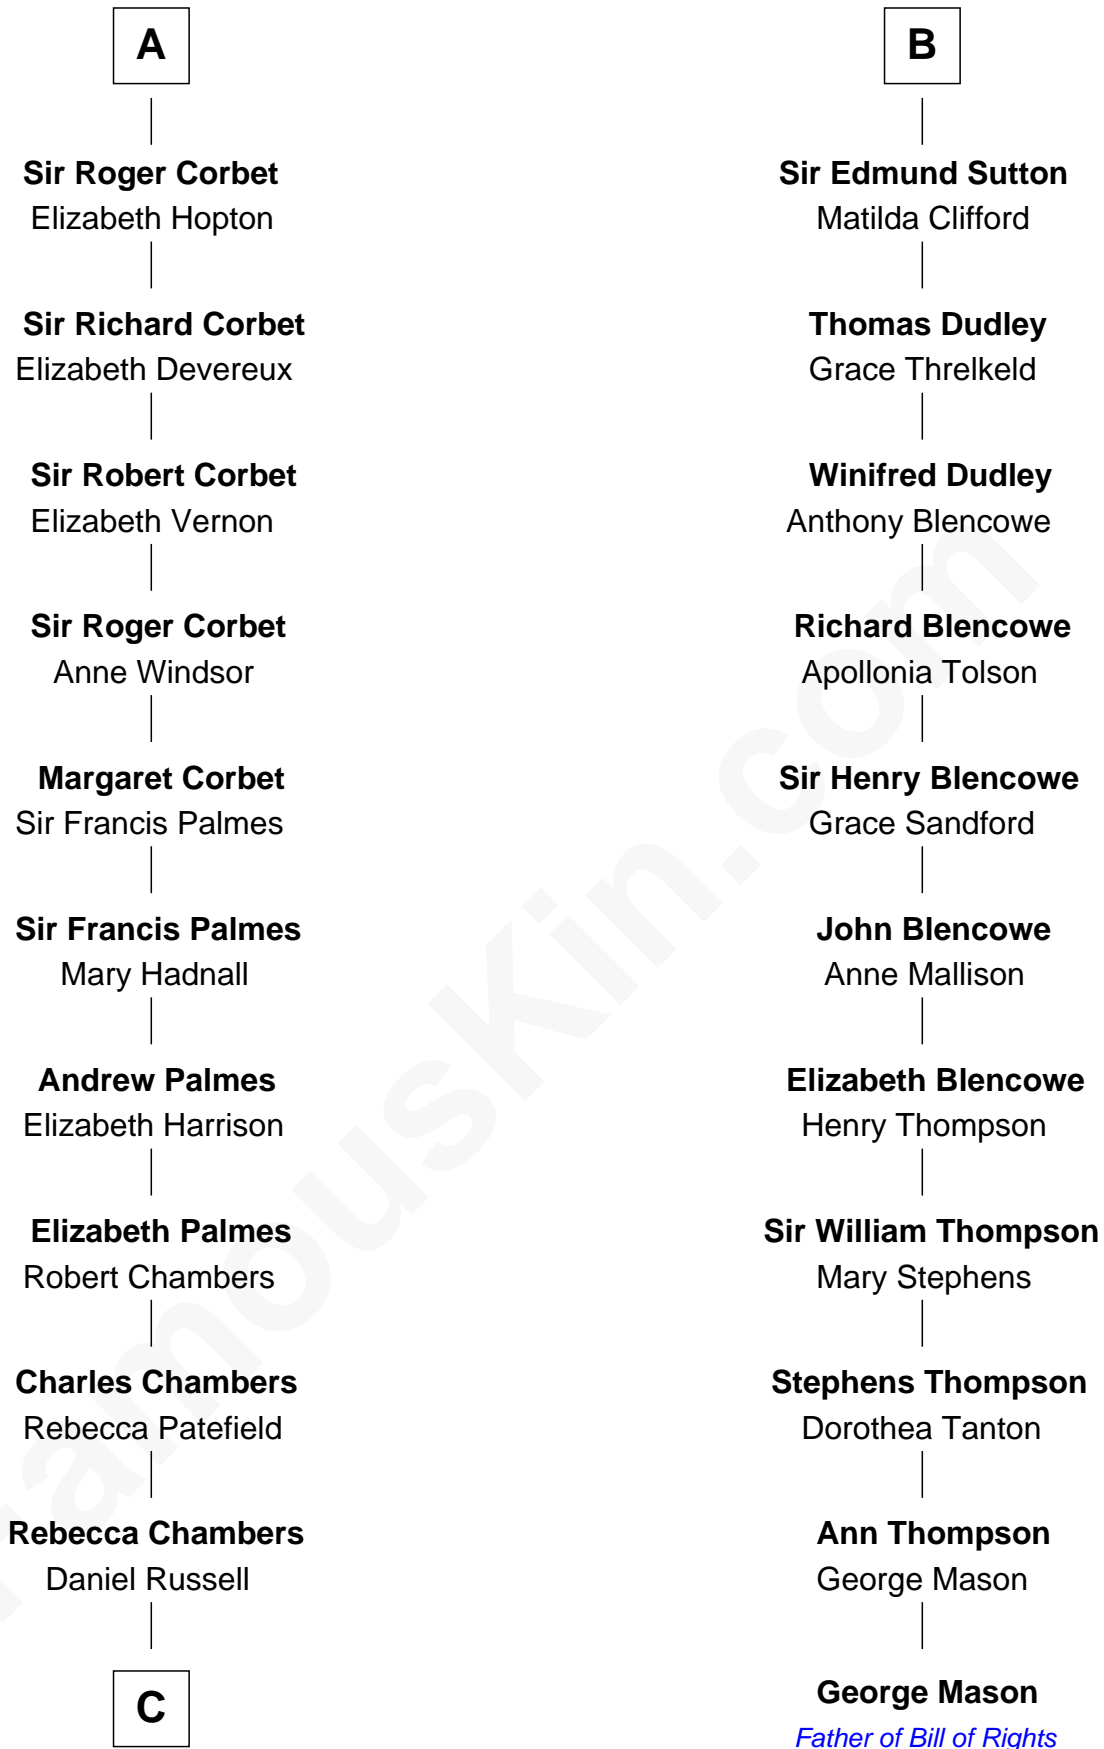 A
Sir Roger Corbet
Elizabeth Hopton
Sir Richard Corbet
Elizabeth Devereux
Sir Robert Corbet
Elizabeth Vernon
Sir Roger Corbet
Anne Windsor
Margaret Corbet
Sir Francis Palmes
Sir Francis Palmes
Mary Hadnall
Andrew Palmes
Elizabeth Harrison
Elizabeth Palmes
Robert Chambers
Charles Chambers
Rebecca Patefield
Rebecca Chambers
Daniel Russell
C
B
Sir Edmund Sutton
Matilda Clifford
Thomas Dudley
Grace Threlkeld
Winifred Dudley
Anthony Blencowe
Richard Blencowe
Apollonia Tolson
Sir Henry Blencowe
Grace Sandford
John Blencowe
Anne Mallison
Elizabeth Blencowe
Henry Thompson
Sir William Thompson
Mary Stephens
Stephens Thompson
Dorothea Tanton
Ann Thompson
George Mason
George Mason
Father of Bill of Rights
FamousKin.com